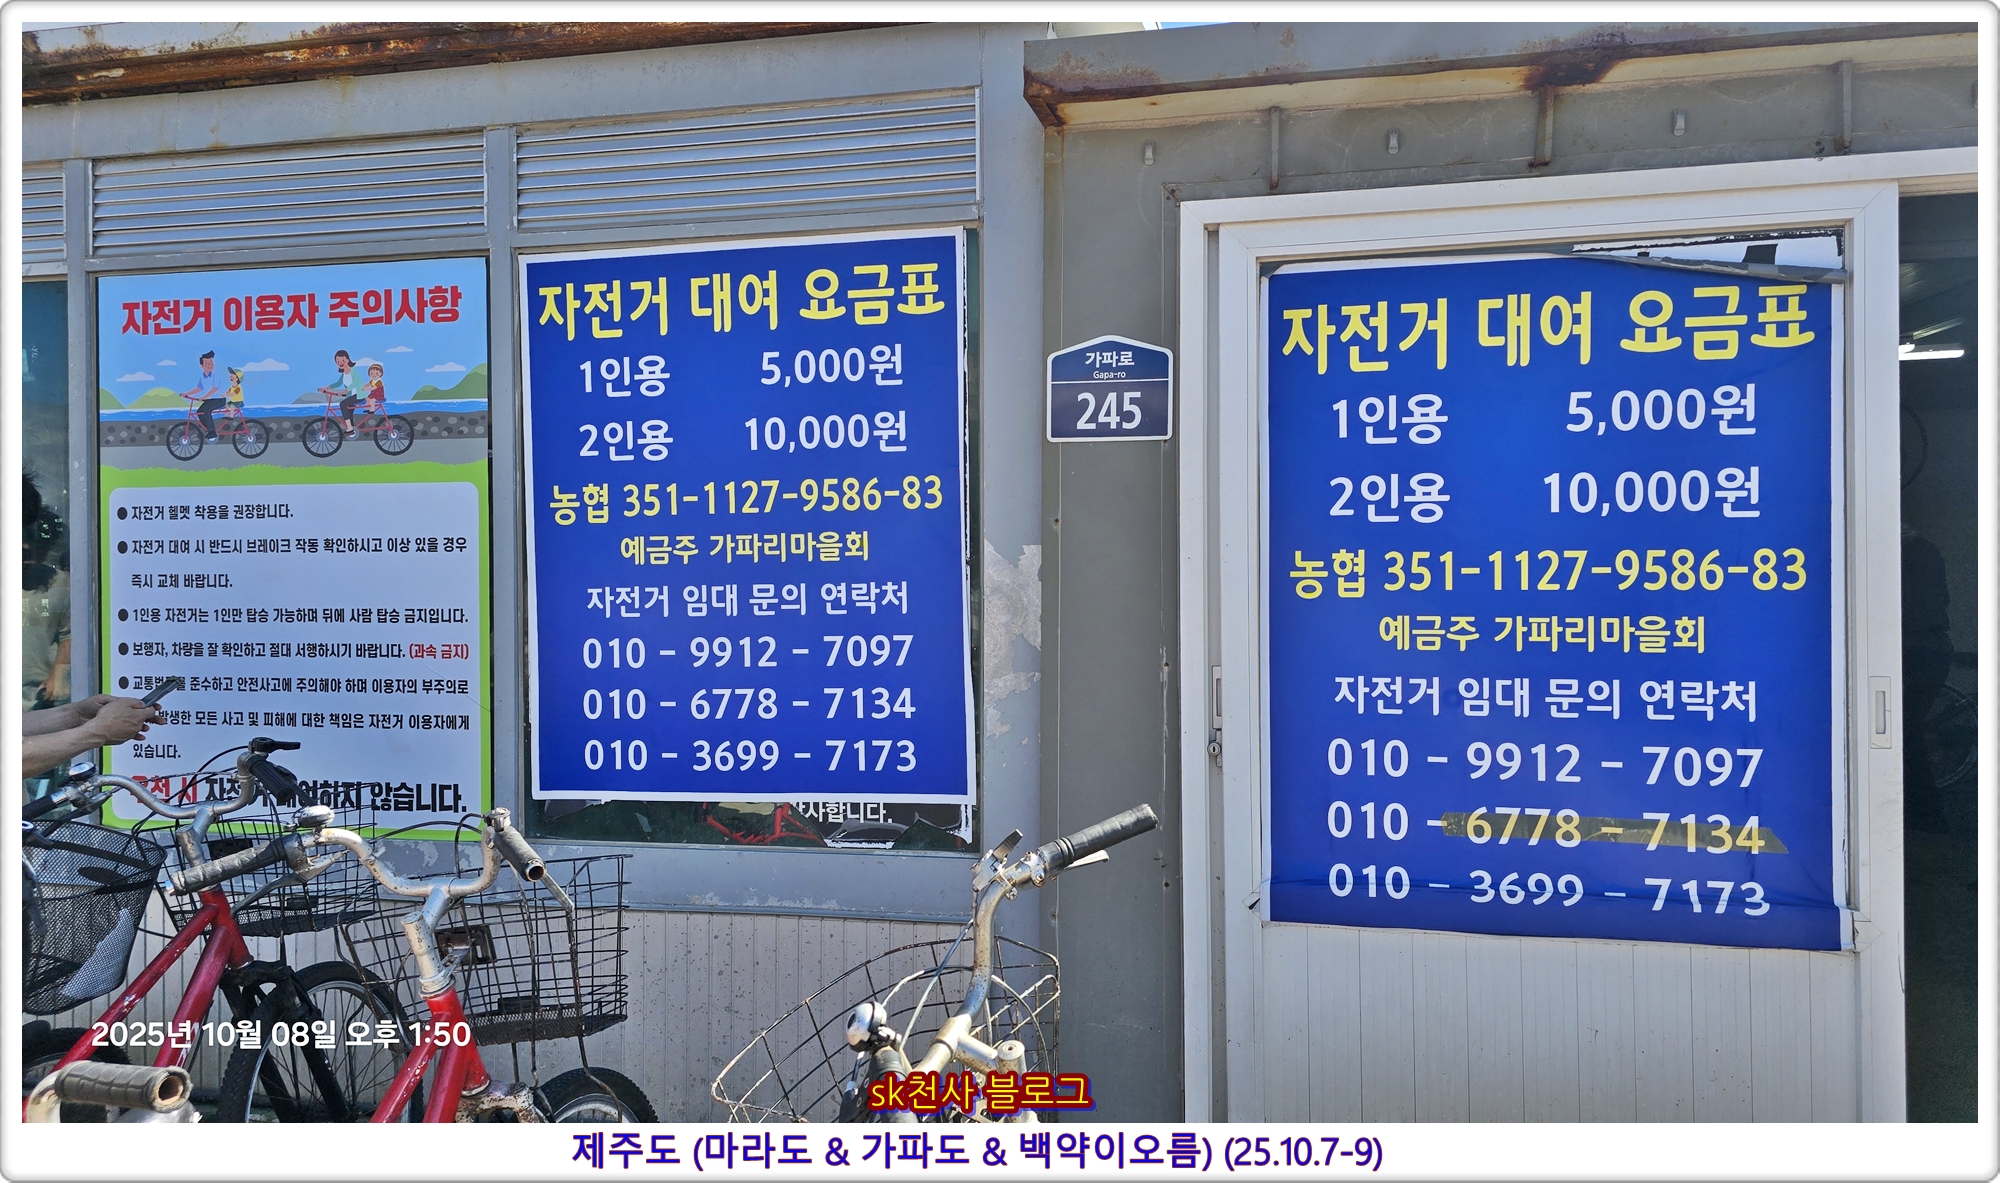 자전거 이용자 주의사항
● 자전거 헬멧 착용을 권장합니다.
● 자전거 대여 시 반드시 브레이크 작동 확인하시고 이상 있을 경우
즉시 교체 바랍니다.
● 1인용 자전거는 1인만 탑승 가능하며 뒤에 사람 탑승 금지입니다.
● 보행자, 차량을 잘 확인하고 절대 서행하시기 바랍니다. (과속 금지)
● 준수하고 안전사고에 주의해야 하며 이용자의 부주의로
발생한 모든 사고 및 피해에 대한 책임은 자전거 이용자에게
있습니다.
우천 시 자전거 대여하지 않습니다.
자전거 대여 요금표
1인용 5,000원
2인용 10,000원
농협 351-1127-9586-83
예금주 가파리마을회
자전거 임대 문의 연락처
010 - 9912 - 7097
010 - 6778 - 7134
010 - 3699 - 7173
가파로
Gapa-ro
245
자전거 대여 요금표
1인용 5,000원
2인용 10,000원
농협 351-1127-9586-83
예금주 가파리마을회
자전거 임대 문의 연락처
010 - 9912 - 7097
010 - 6778 - 7134
010 - 3699 - 7173
2025년 10월 08일 오후 1:50
sk천사 블로그
제주도 (마라도 & 가파도 & 백약이오름) (25.10.7-9)